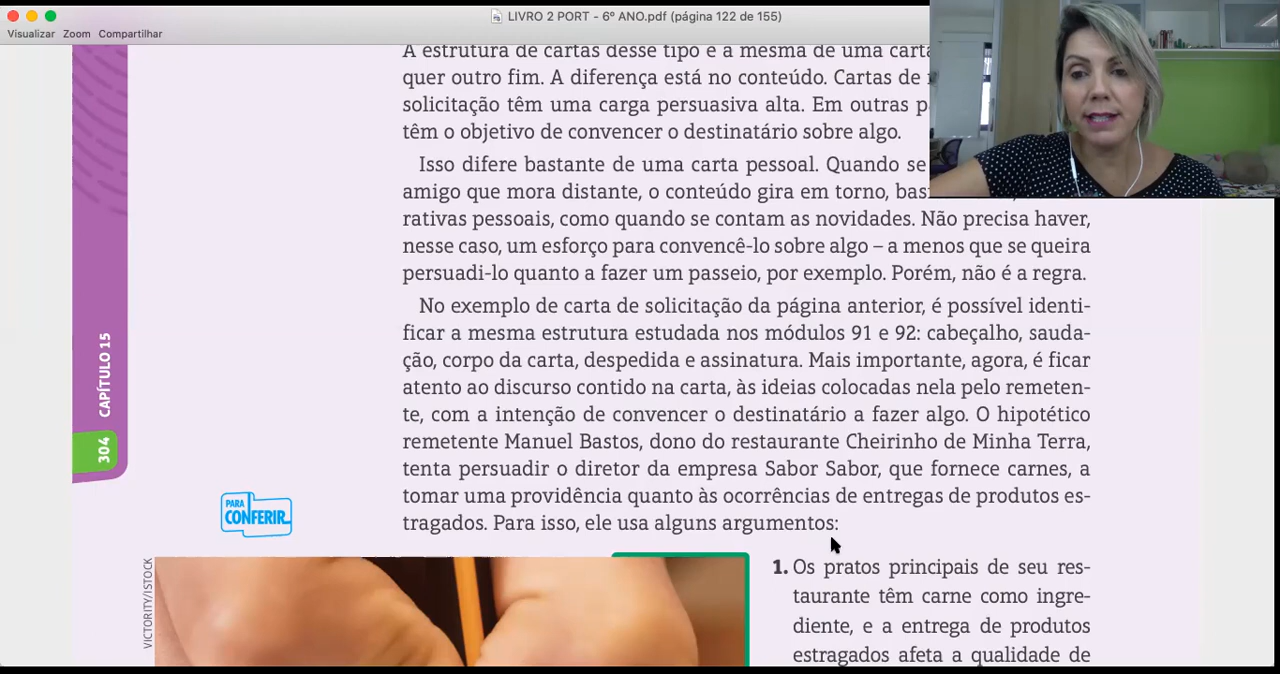 LIVRO 2 PORT - 6º ANO.pdf (página 122 de 155)
Visualizar Zoom Compartilhar
A estrutura de cartas desse tipo é a mesma de uma carta
quer outro fim. A diferença está no conteúdo. Cartas de
solicitação têm uma carga persuasiva alta. Em outras
têm o objetivo de convencer o destinatário sobre algo.
Isso difere bastante de uma carta pessoal. Quando se
amigo que mora distante, o conteúdo gira em torno,
rativas pessoais, como quando se contam as novidades. Não precisa haver,
nesse caso, um esforço para convencê-lo sobre algo – a menos que se queira
persuadi-lo quanto a fazer um passeio, por exemplo. Porém, não é a regra.
No exemplo de carta de solicitação da página anterior, é possível identi-
ficar a mesma estrutura estudada nos módulos 91 e 92: cabeçalho, sauda-
ção, corpo da carta, despedida e assinatura. Mais importante, agora, é ficar
atento ao discurso contido na carta, às ideias colocadas nela pelo remeten-
te, com a intenção de convencer o destinatário a fazer algo. O hipotético
remetente Manuel Bastos, dono do restaurante Cheirinho de Minha Terra,
tenta persuadir o diretor da empresa Sabor Sabor, que fornece carnes, a
tomar uma providência quanto às ocorrências de entregas de produtos es-
tragados. Para isso, ele usa alguns argumentos:
CAPÍTULO 15
304
PARA
CONFERIR
VICTORITY/ISTOCK
1. Os pratos principais de seu res-
taurante têm carne como ingre-
diente, e a entrega de produtos
estragados afeta a qualidade de